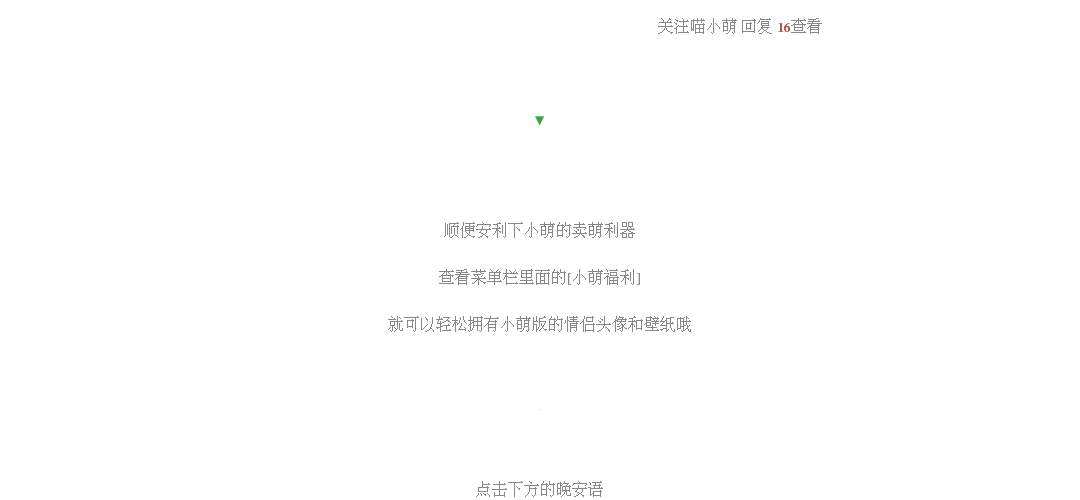 关注喵小萌 回复 16查看
▼
顺便安利下小萌的卖萌利器
查看菜单栏里面的[小萌福利]
就可以轻松拥有小萌版的情侣头像和壁纸哦
点击下方的晚安语